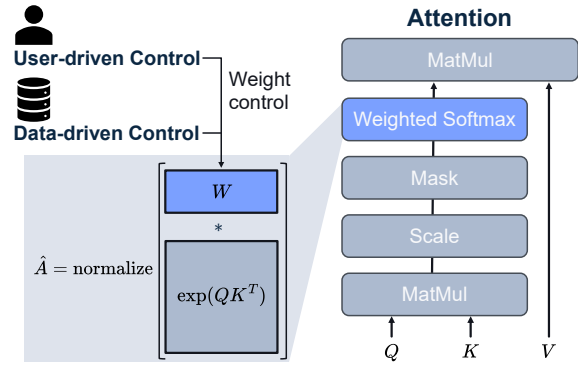 User-driven Control
Data-driven Control
Weight
control
W
*
Â = normalize
exp(QK^T)
Attention
MatMul
Weighted Softmax
Mask
Scale
MatMul
Q K V